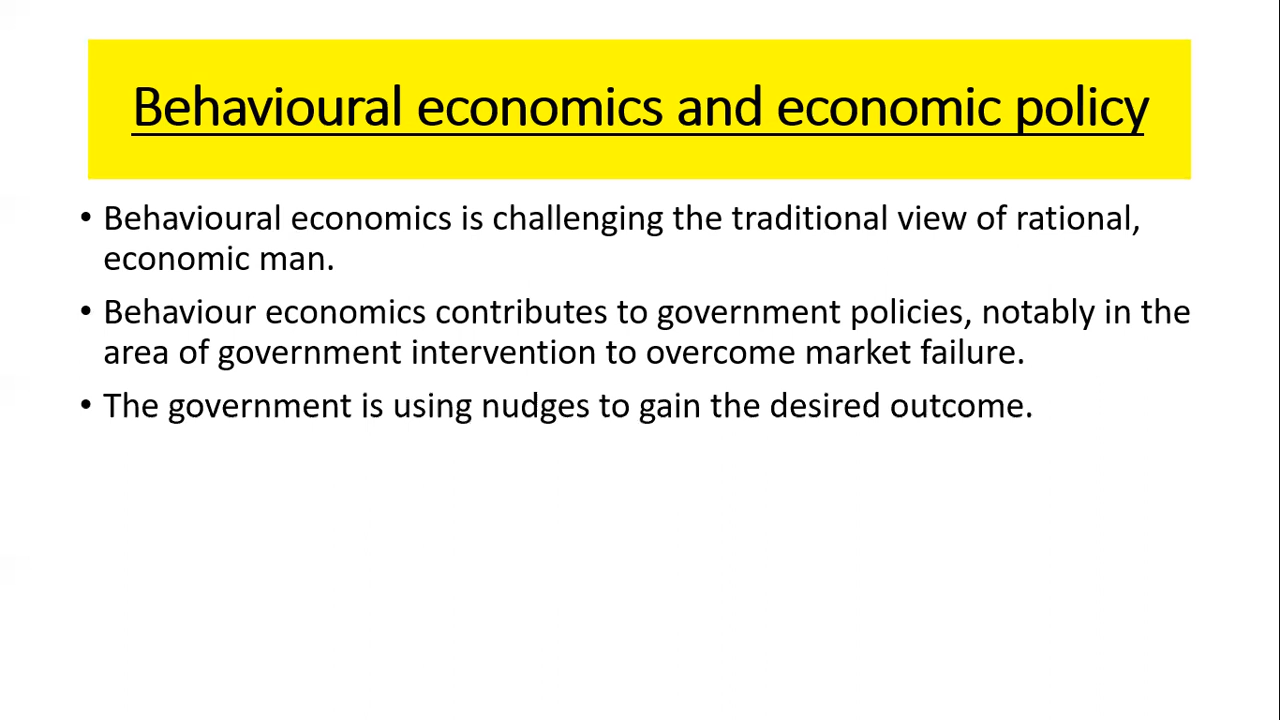 Behavioural economics and economic policy
• Behavioural economics is challenging the traditional view of rational,
economic man.
• Behaviour economics contributes to government policies, notably in the
area of government intervention to overcome market failure.
• The government is using nudges to gain the desired outcome.